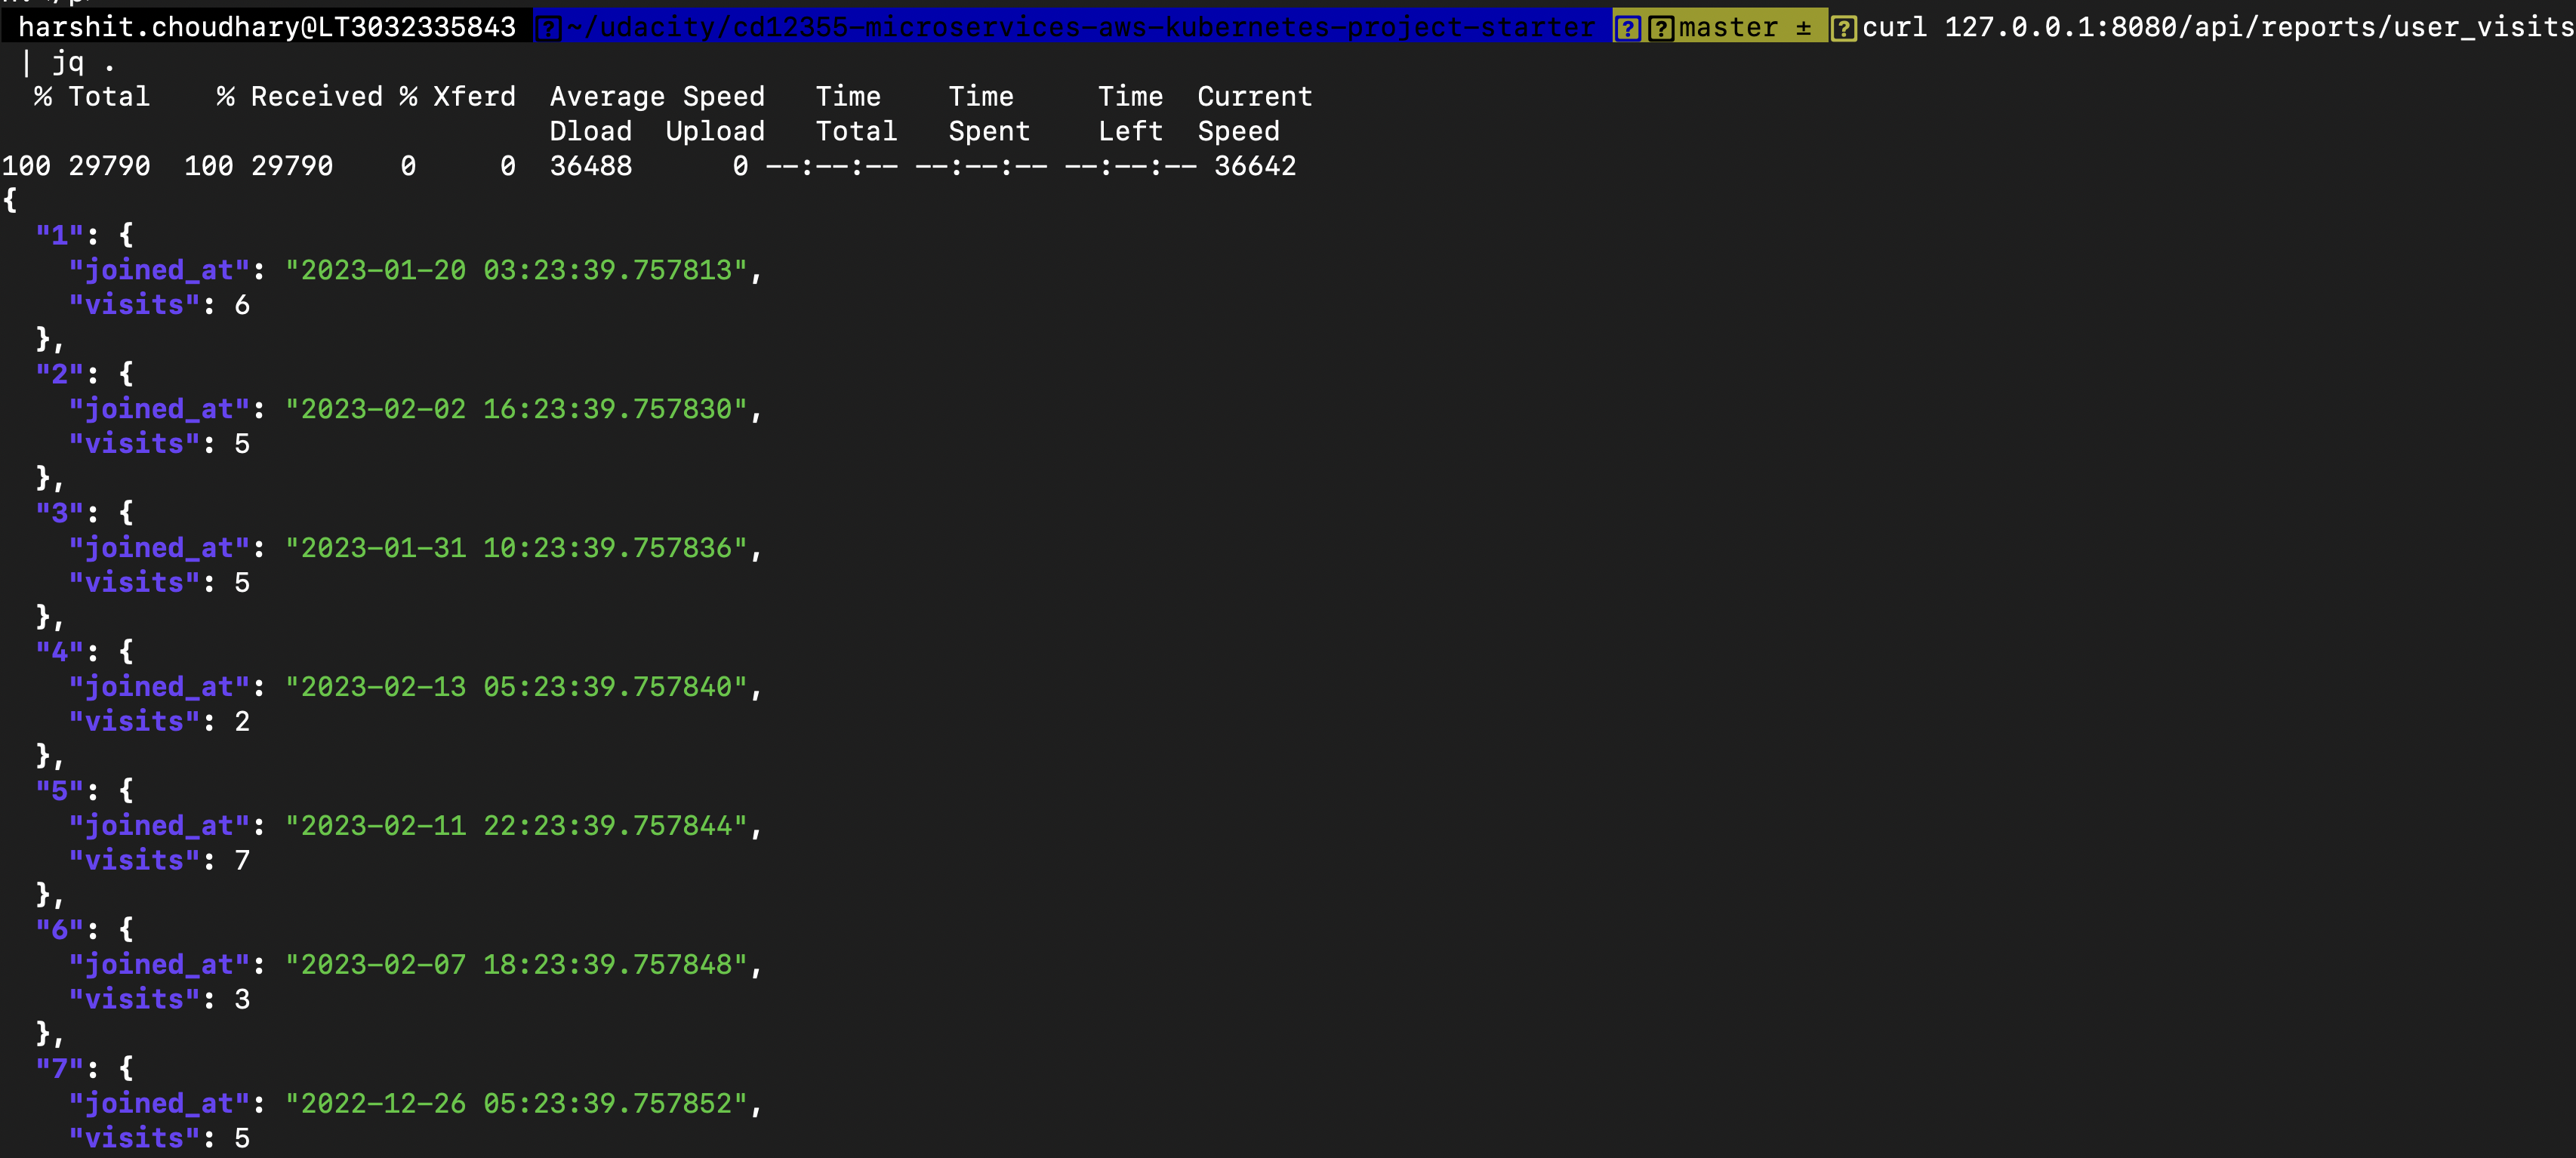 harshit.choudhary@LT3032335843 ~/udacity/cd12355-microservices-aws-kubernetes-project-starter master ± curl 127.0.0.1:8080/api/reports/user_visits
| jq .
% Total % Received % Xferd Average Speed Time Time Time Current
Dload Upload Total Spent Left Speed
100 29790 100 29790 0 0 36488 0 --:--:-- --:--:-- --:--:-- 36642
{
"1": {
"joined_at": "2023-01-20 03:23:39.757813",
"visits": 6
},
"2": {
"joined_at": "2023-02-02 16:23:39.757830",
"visits": 5
},
"3": {
"joined_at": "2023-01-31 10:23:39.757836",
"visits": 5
},
"4": {
"joined_at": "2023-02-13 05:23:39.757840",
"visits": 2
},
"5": {
"joined_at": "2023-02-11 22:23:39.757844",
"visits": 7
},
"6": {
"joined_at": "2023-02-07 18:23:39.757848",
"visits": 3
},
"7": {
"joined_at": "2022-12-26 05:23:39.757852",
"visits": 5